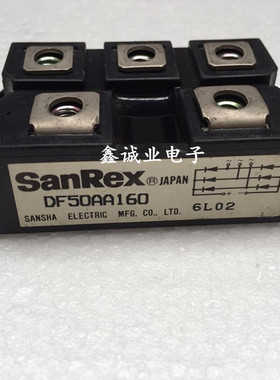 鑫诚业电子
SanRex ® JAPAN
DF50AA160
SANSHA ELECTRIC MFG. CO., LTD.
6L02